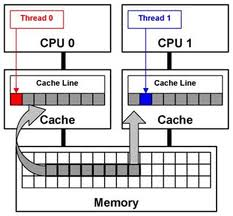 Thread 0
Thread 1
CPU 0
CPU 1
Cache Line
Cache Line
Cache
Cache
Memory